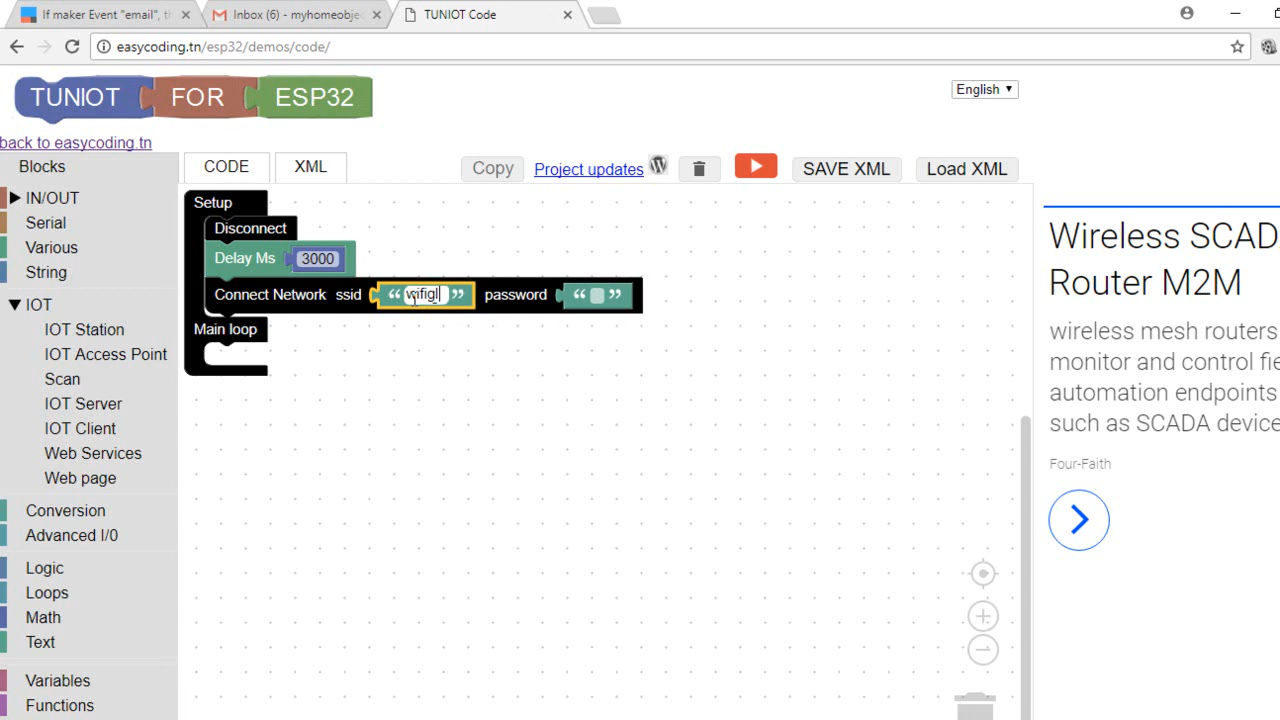 If maker Event "email", th
Inbox (6) - myhomeobje
TUNIOT Code
easycoding.tn/esp32/demos/code/
TUNIOT FOR ESP32
English
back to easycoding.tn
Blocks
CODE
XML
Copy
Project updates
SAVE XML
Load XML
IN/OUT
Serial
Various
String
IOT
IOT Station
IOT Access Point
Scan
IOT Server
IOT Client
Web Services
Web page
Conversion
Advanced I/0
Logic
Loops
Math
Text
Variables
Functions
Setup
Disconnect
Delay Ms 3000
Connect Network ssid “ wifigl ” password “ ”
Main loop
Wireless SCAD
Router M2M
wireless mesh routers
monitor and control fie
automation endpoints
such as SCADA device
Four-Faith